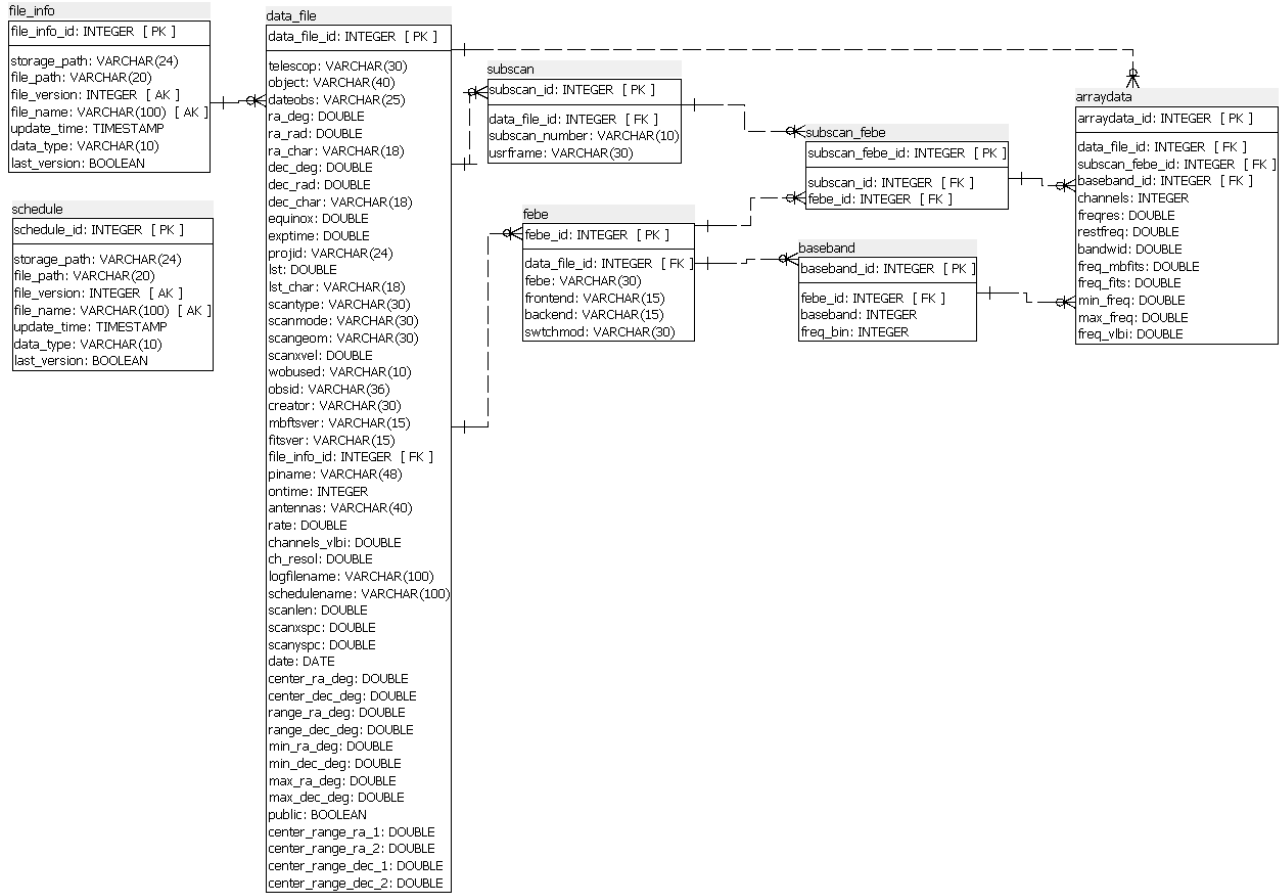 file_info
file_info_id: INTEGER [ PK ]
storage_path: VARCHAR(24)
file_path: VARCHAR(20)
file_version: INTEGER [ AK ]
file_name: VARCHAR(100) [ AK ]
update_time: TIMESTAMP
data_type: VARCHAR(10)
last_version: BOOLEAN
schedule
schedule_id: INTEGER [ PK ]
storage_path: VARCHAR(24)
file_path: VARCHAR(20)
file_version: INTEGER [ AK ]
file_name: VARCHAR(100) [ AK ]
update_time: TIMESTAMP
data_type: VARCHAR(10)
last_version: BOOLEAN
data_file
data_file_id: INTEGER [ PK ]
telescop: VARCHAR(30)
object: VARCHAR(40)
dateobs: VARCHAR(25)
ra_deg: DOUBLE
ra_rad: DOUBLE
ra_char: VARCHAR(18)
dec_deg: DOUBLE
dec_rad: DOUBLE
dec_char: VARCHAR(18)
equinox: DOUBLE
exptime: DOUBLE
projid: VARCHAR(24)
lst: DOUBLE
lst_char: VARCHAR(18)
scantype: VARCHAR(30)
scanmode: VARCHAR(30)
scangeom: VARCHAR(30)
scanxvel: DOUBLE
wobused: VARCHAR(10)
obsid: VARCHAR(36)
creator: VARCHAR(30)
mbftsver: VARCHAR(15)
fitsver: VARCHAR(15)
file_info_id: INTEGER [ FK ]
piname: VARCHAR(48)
ontime: INTEGER
antennas: VARCHAR(40)
rate: DOUBLE
channels_vlbi: DOUBLE
ch_resol: DOUBLE
logfilename: VARCHAR(100)
schedulename: VARCHAR(100)
scanlen: DOUBLE
scanxspc: DOUBLE
scanyspc: DOUBLE
date: DATE
center_ra_deg: DOUBLE
center_dec_deg: DOUBLE
range_ra_deg: DOUBLE
range_dec_deg: DOUBLE
min_ra_deg: DOUBLE
min_dec_deg: DOUBLE
max_ra_deg: DOUBLE
max_dec_deg: DOUBLE
public: BOOLEAN
center_range_ra_1: DOUBLE
center_range_ra_2: DOUBLE
center_range_dec_1: DOUBLE
center_range_dec_2: DOUBLE
subscan
subscan_id: INTEGER [ PK ]
data_file_id: INTEGER [ FK ]
subscan_number: VARCHAR(10)
usrframe: VARCHAR(30)
febe
febe_id: INTEGER [ PK ]
data_file_id: INTEGER [ FK ]
febe: VARCHAR(30)
frontend: VARCHAR(15)
backend: VARCHAR(15)
swtchmod: VARCHAR(30)
subscan_febe
subscan_febe_id: INTEGER [ PK ]
subscan_id: INTEGER [ FK ]
febe_id: INTEGER [ FK ]
baseband
baseband_id: INTEGER [ PK ]
febe_id: INTEGER [ FK ]
baseband: INTEGER
freq_bin: INTEGER
arraydata
arraydata_id: INTEGER [ PK ]
data_file_id: INTEGER [ FK ]
subscan_febe_id: INTEGER [ FK ]
baseband_id: INTEGER [ FK ]
channels: INTEGER
freqres: DOUBLE
restfreq: DOUBLE
bandwid: DOUBLE
freq_mbfits: DOUBLE
freq_fits: DOUBLE
min_freq: DOUBLE
max_freq: DOUBLE
freq_vlbi: DOUBLE